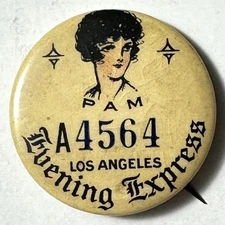 PAM
A4564
LOS ANGELES
Evening Express